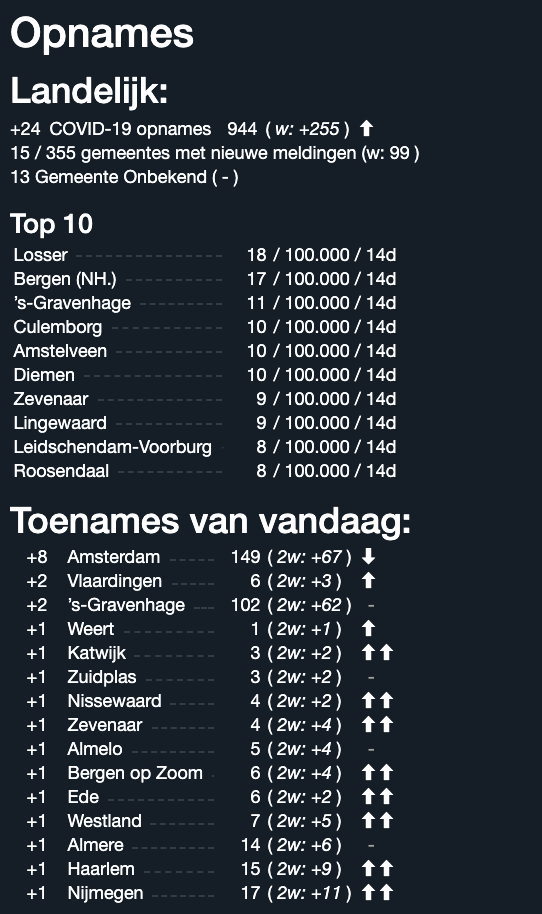 Opnames
Landelijk:
+24 COVID-19 opnames 944 ( w: +255 ) ⬆
15 / 355 gemeentes met nieuwe meldingen (w: 99 )
13 Gemeente Onbekend ( - )
Top 10
Losser 18 / 100.000 / 14d
Bergen (NH.) 17 / 100.000 / 14d
’s-Gravenhage 11 / 100.000 / 14d
Culemborg 10 / 100.000 / 14d
Amstelveen 10 / 100.000 / 14d
Diemen 10 / 100.000 / 14d
Zevenaar 9 / 100.000 / 14d
Lingewaard 9 / 100.000 / 14d
Leidschendam-Voorburg 8 / 100.000 / 14d
Roosendaal 8 / 100.000 / 14d
Toenames van vandaag:
+8 Amsterdam 149 ( 2w: +67 ) ⬇
+2 Vlaardingen 6 ( 2w: +3 ) ⬆
+2 ’s-Gravenhage 102 ( 2w: +62 ) -
+1 Weert 1 ( 2w: +1 ) ⬆
+1 Katwijk 3 ( 2w: +2 ) ⬆⬆
+1 Zuidplas 3 ( 2w: +2 ) -
+1 Nissewaard 4 ( 2w: +2 ) ⬆⬆
+1 Zevenaar 4 ( 2w: +4 ) ⬆⬆
+1 Almelo 5 ( 2w: +4 ) -
+1 Bergen op Zoom 6 ( 2w: +4 ) ⬆⬆
+1 Ede 6 ( 2w: +2 ) ⬆⬆
+1 Westland 7 ( 2w: +5 ) ⬆⬆
+1 Almere 14 ( 2w: +6 ) -
+1 Haarlem 15 ( 2w: +9 ) ⬆⬆
+1 Nijmegen 17 ( 2w: +11 ) ⬆⬆